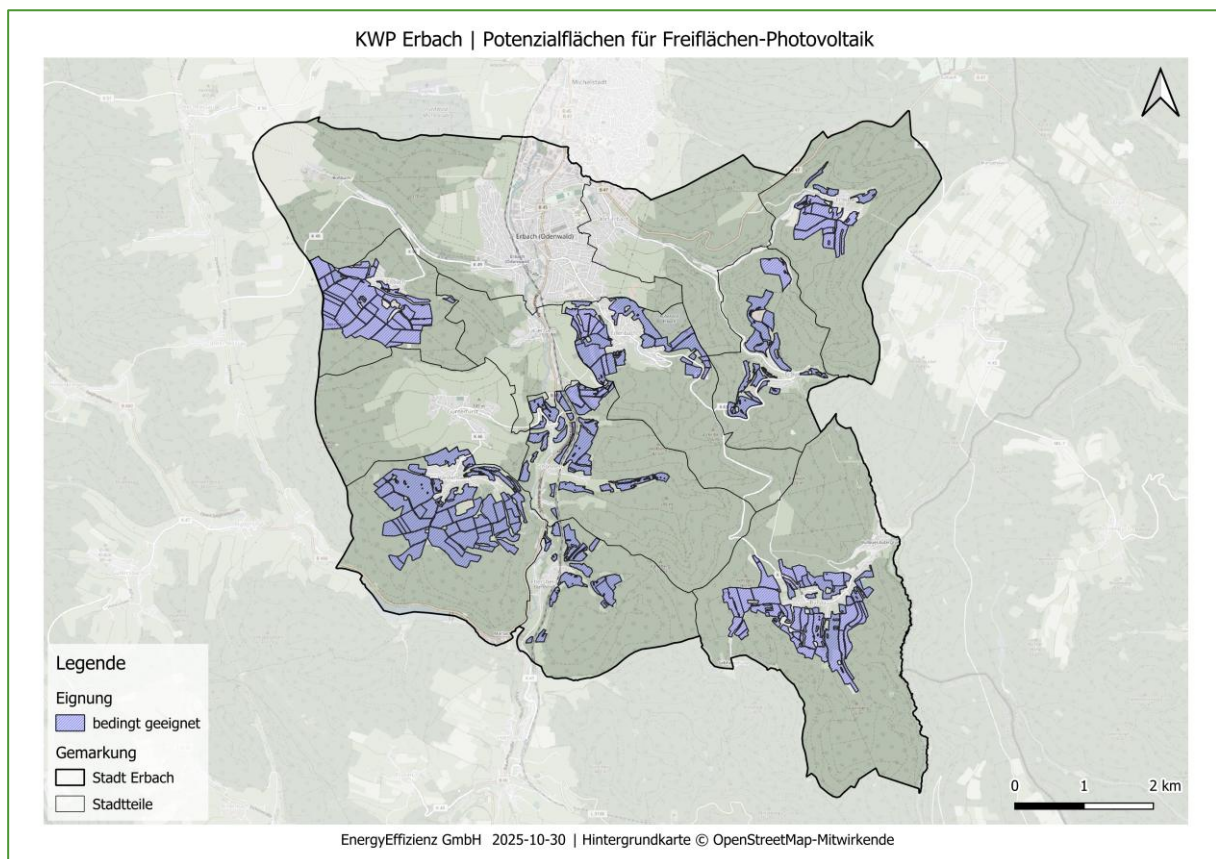 KWP Erbach | Potenzialflächen für Freiflächen-Photovoltaik
Michelstadt
Erbach (Odenwald)
Legende
Eignung
bedingt geeignet
Gemarkung
Stadt Erbach
Stadtteile
0 1 2 km
EnergyEffizienz GmbH 2025-10-30 | Hintergrundkarte © OpenStreetMap-Mitwirkende